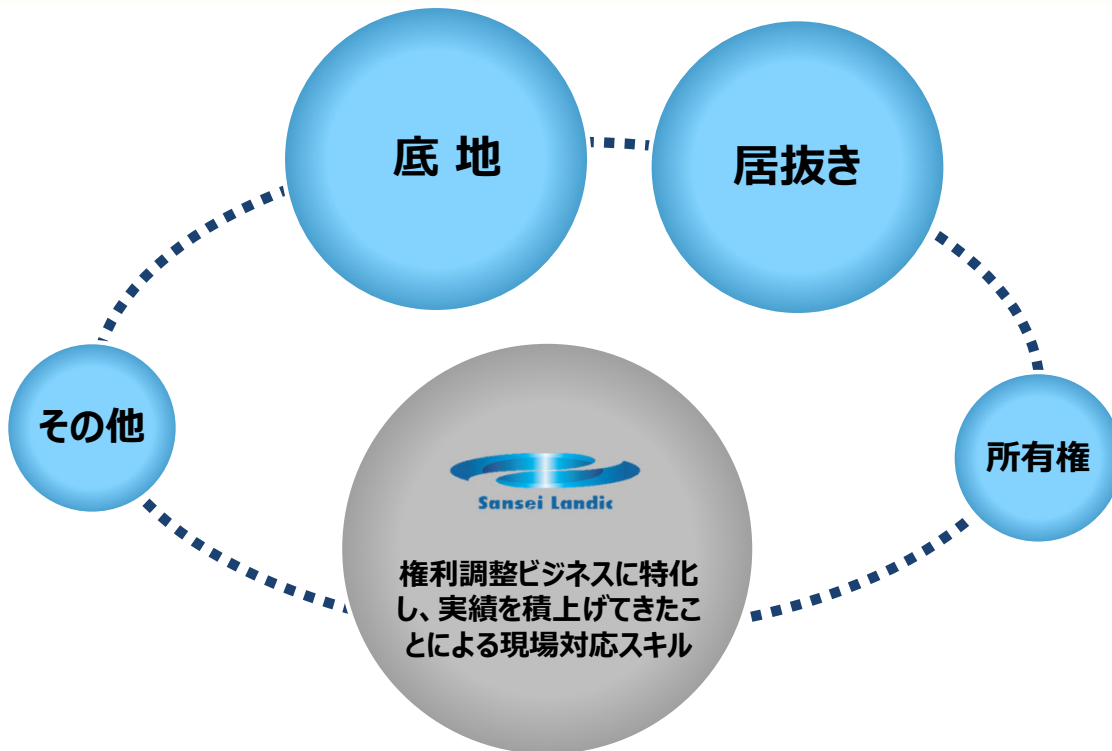 底 地
居抜き
その他
所有権
Sansei Landic
権利調整ビジネスに特化
し、実績を積上げてきたこ
とによる現場対応スキル